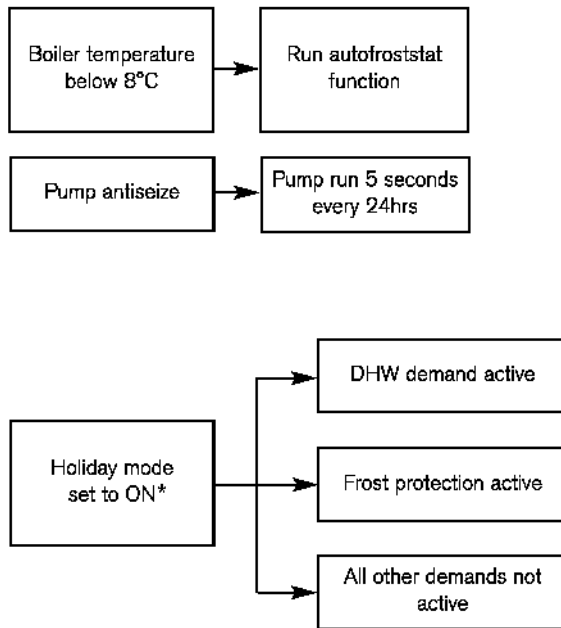 Boiler temperature
below 8°C
Run autofroststat
function
Pump antiseize
Pump run 5 seconds
every 24hrs
Holiday mode
set to ON*
DHW demand active
Frost protection active
All other demands not
active